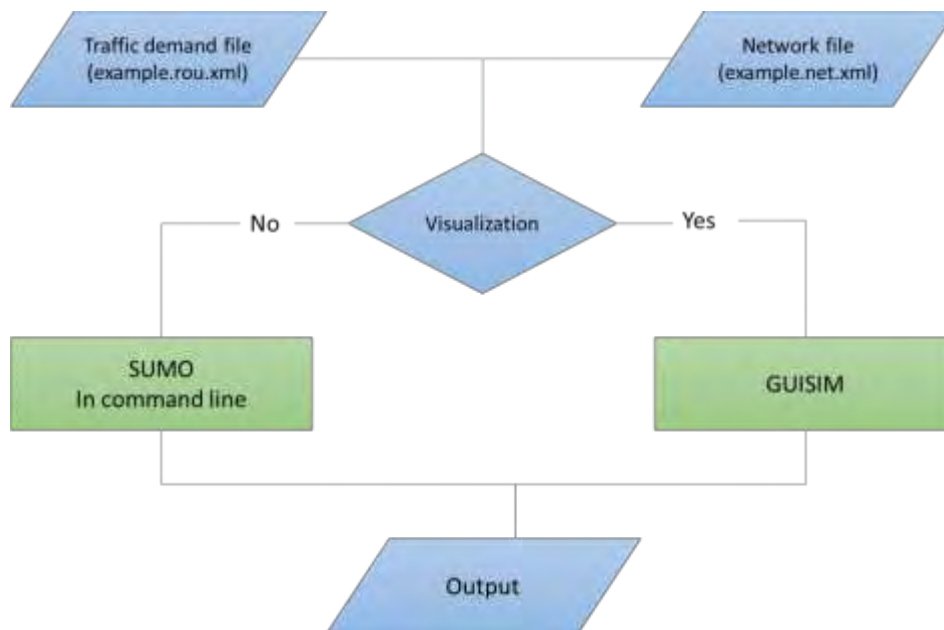 Traffic demand file
(example.rou.xml)
Network file
(example.net.xml)
Visualization
No
Yes
SUMO
In command line
GUISIM
Output